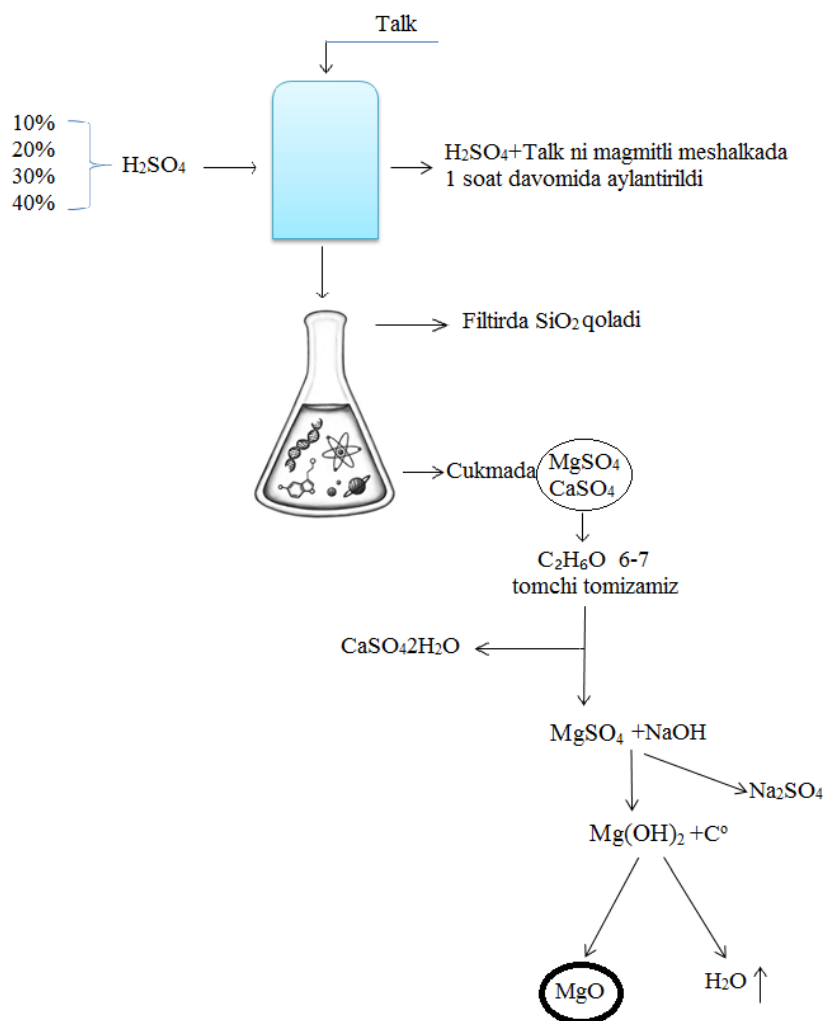 Talk
10%
20%
30%
40%
H₂SO₄
H₂SO₄+Talk ni magmitli meshalkada
1 soat davomida aylantirildi
Filtirda SiO₂ qoladi
Cukmada
MgSO₄
CaSO₄
C₂H₆O 6-7
tomchi tomizamiz
CaSO₄2H₂O
MgSO₄ +NaOH
Na₂SO₄
Mg(OH)₂ +Cº
MgO
H₂O